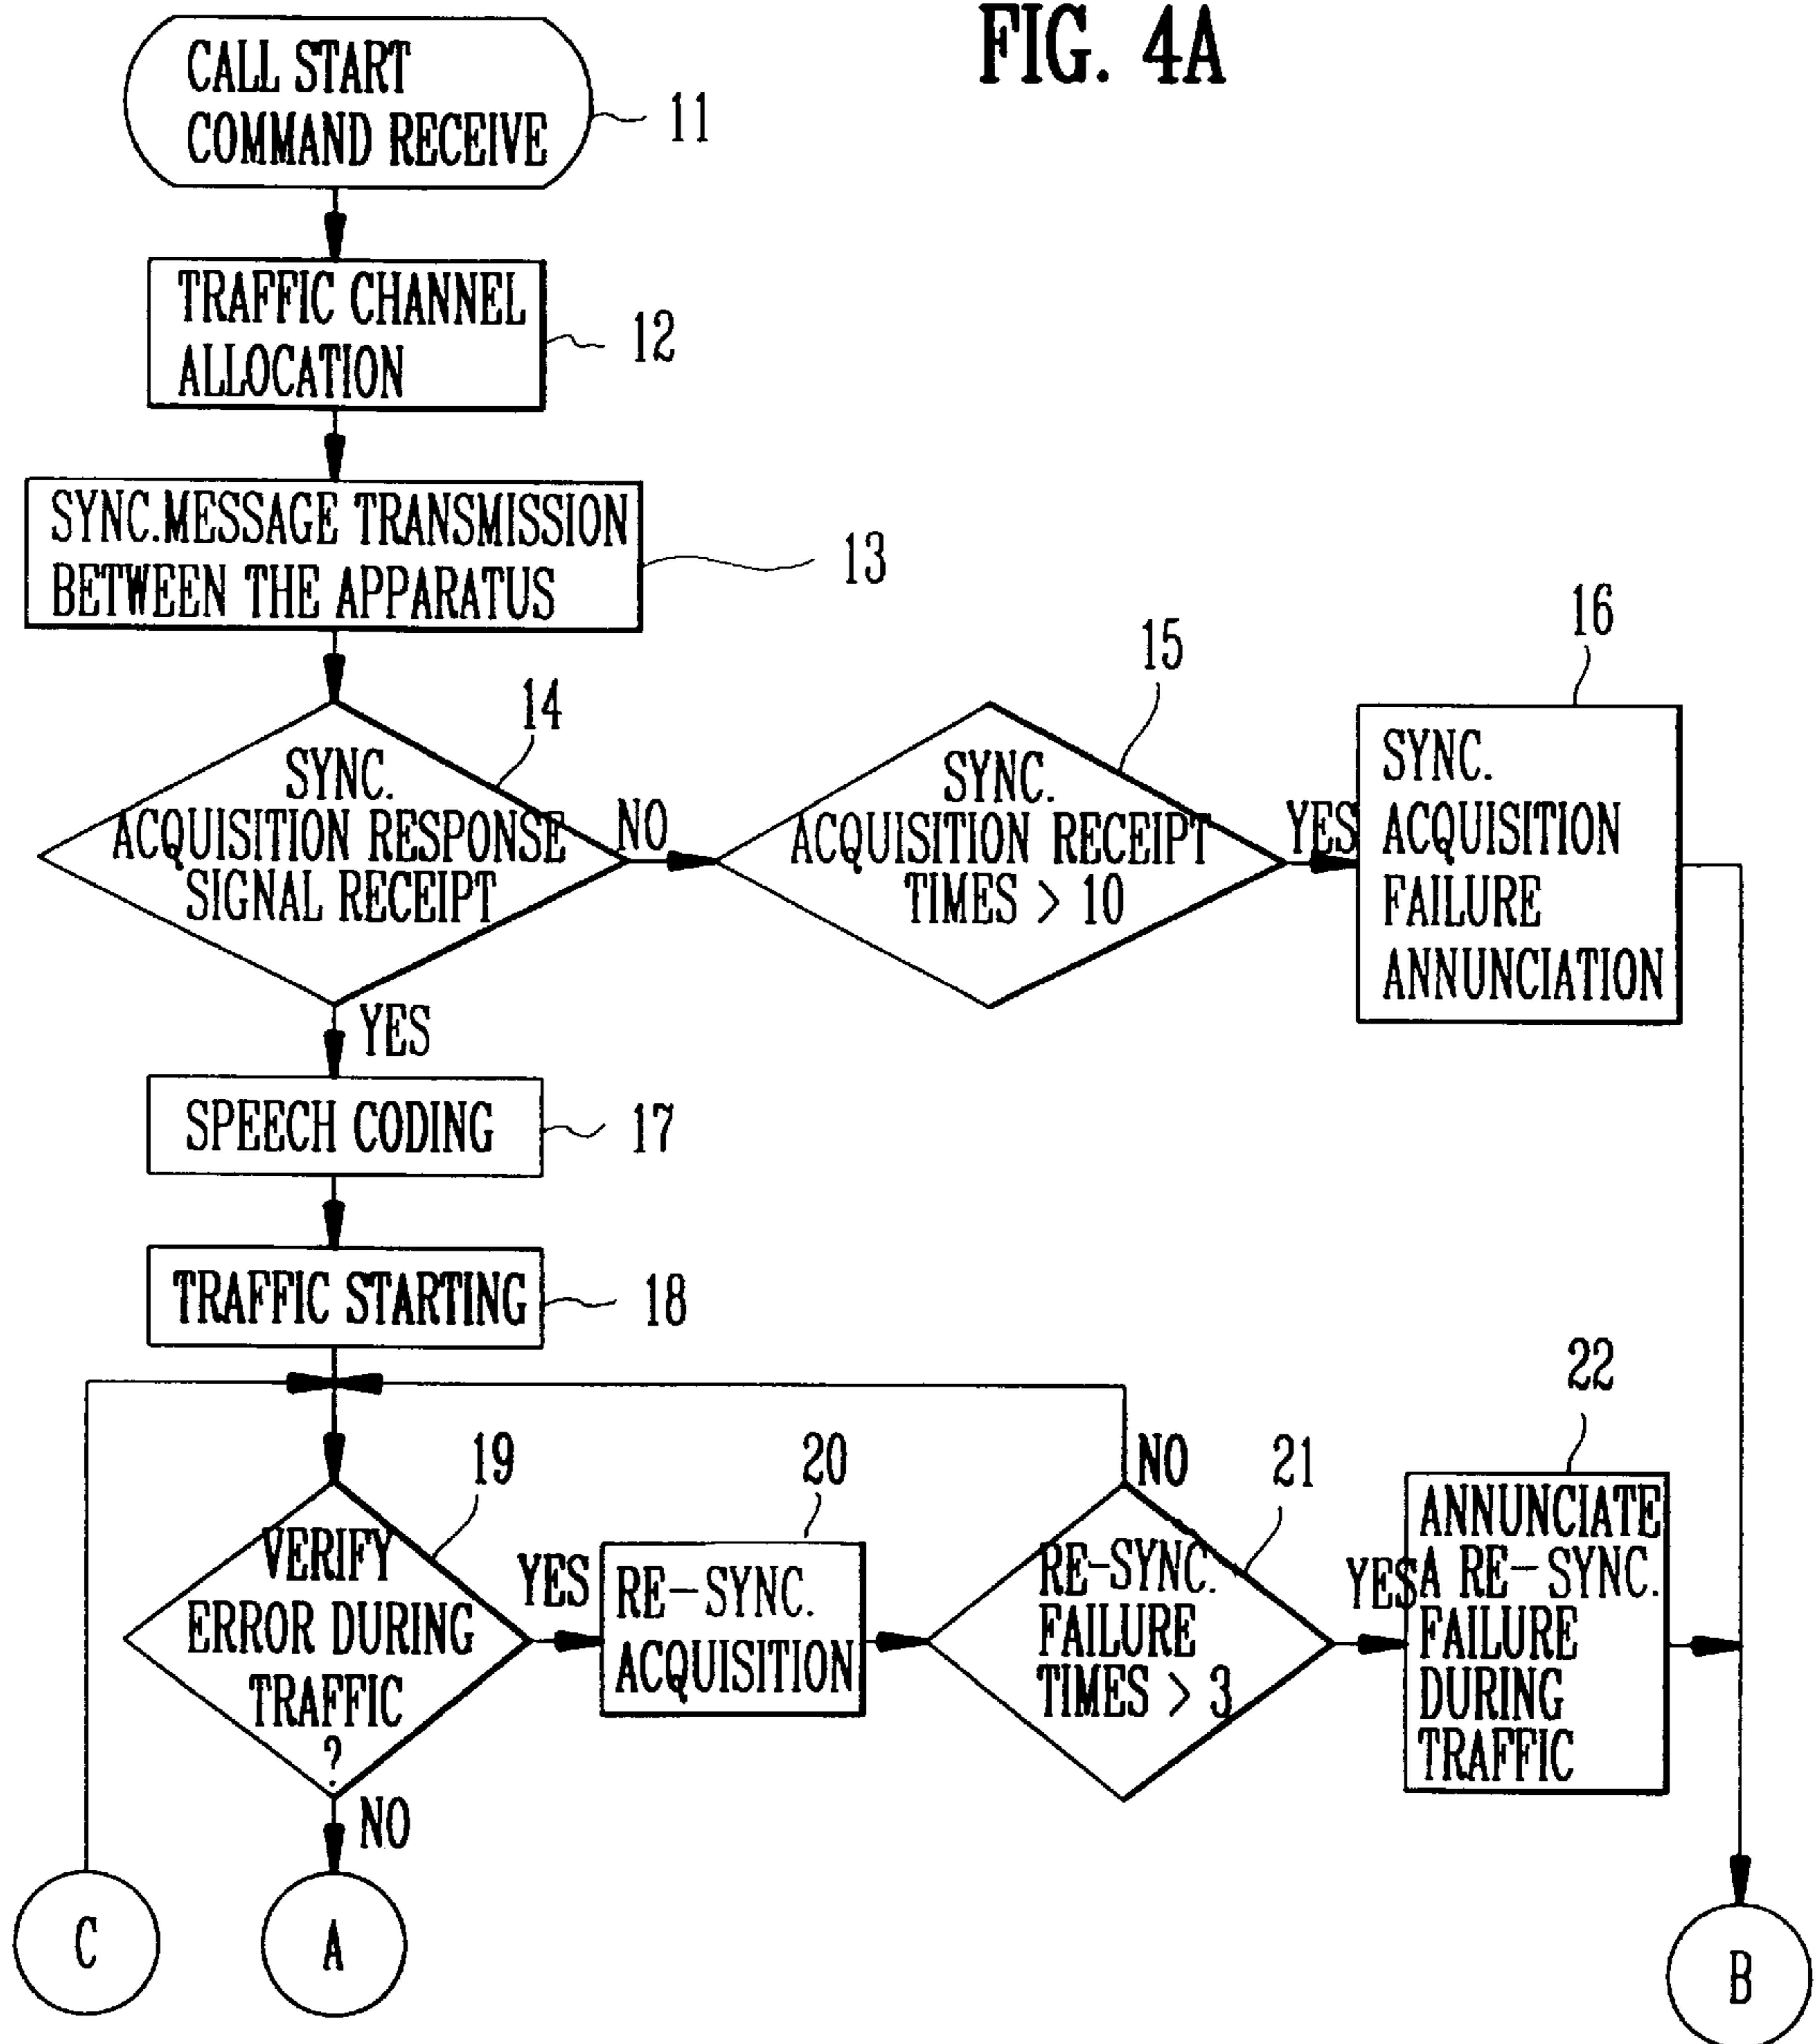 FIG. 4A
CALL START
COMMAND RECEIVE
11
TRAFFIC CHANNEL
ALLOCATION
12
SYNC.MESSAGE TRANSMISSION
BETWEEN THE APPARATUS
13
14
SYNC.
ACQUISITION RESPONSE
SIGNAL RECEIPT
NO
YES
15
SYNC.
ACQUISITION RECEIPT
TIMES > 10
YES
16
SYNC.
ACQUISITION
FAILURE
ANNUNCIATION
SPEECH CODING
17
TRAFFIC STARTING
18
19
VERIFY
ERROR DURING
TRAFFIC
?
YES
NO
20
RE-SYNC.
ACQUISITION
21
NO
RE-SYNC.
FAILURE
TIMES > 3
YES
22
ANNUNCIATE
A RE-SYNC.
FAILURE
DURING
TRAFFIC
C
A
B